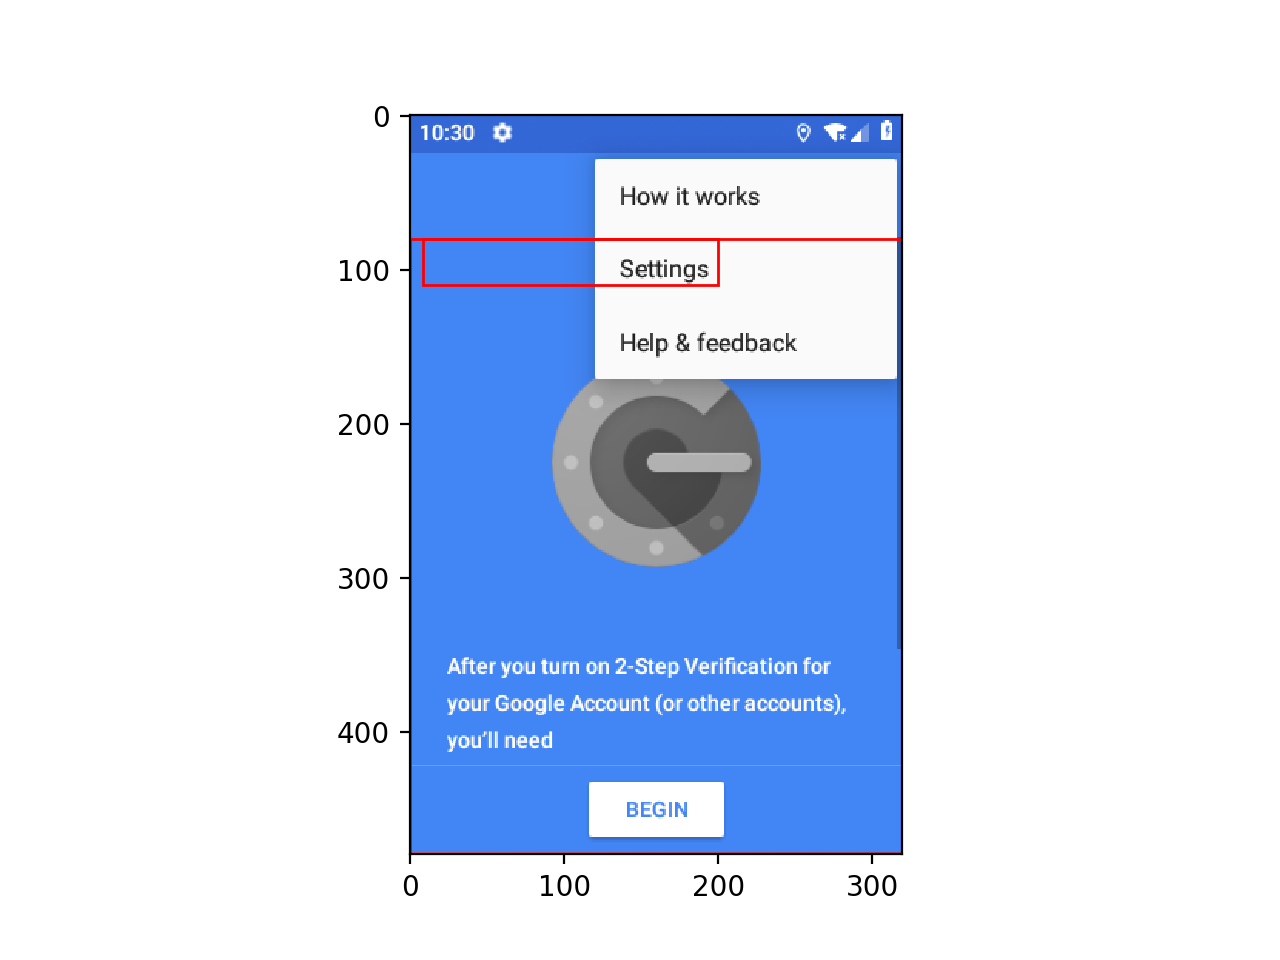 0
10:30
How it works
100
Settings
Help & feedback
200
300
After you turn on 2-Step Verification for
your Google Account (or other accounts),
400
you'll need
BEGIN
0 100 200 300